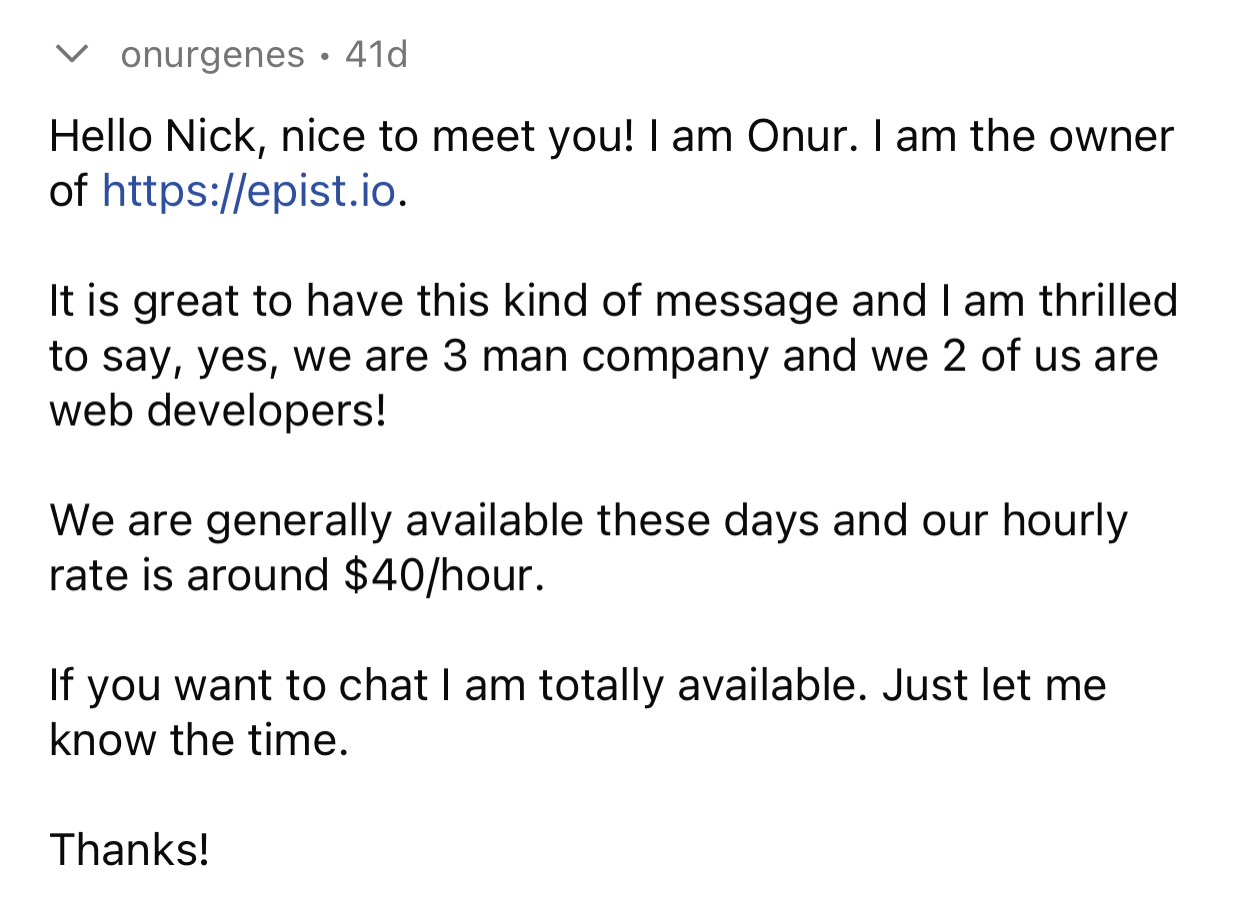 onurgenes • 41d
Hello Nick, nice to meet you! I am Onur. I am the owner
of https://epist.io.
It is great to have this kind of message and I am thrilled
to say, yes, we are 3 man company and we 2 of us are
web developers!
We are generally available these days and our hourly
rate is around $40/hour.
If you want to chat I am totally available. Just let me
know the time.
Thanks!